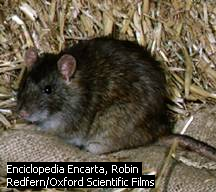 Enciclopedia Encarta, Robin
Redfern/Oxford Scientific Films